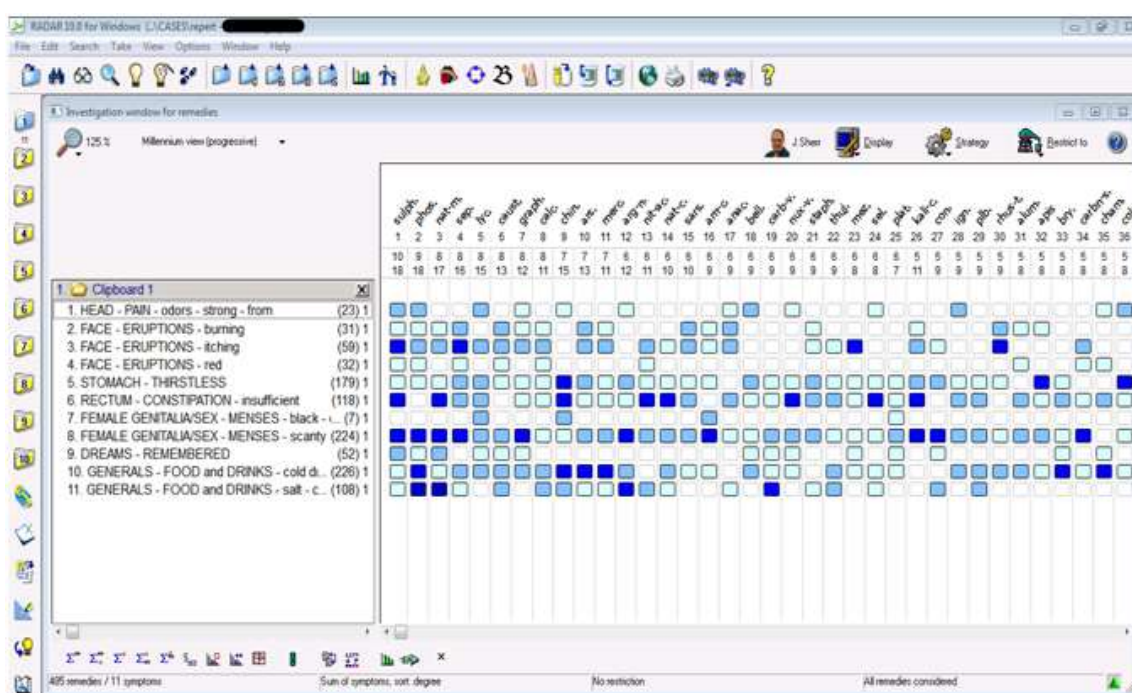 RADAR 10.0 for Windows (..\CASES\repert -
File Edit Search Take View Options Window Help
Investigation window for remedies
125 % Millennium view (progressive) J Shen Display Strategy Restrict to
sulph. phos. nat-m. sep. lyc. caust. graph. calc. chin. ars. merc. arg-n. nit-ac. nat-c. sars. am-c. anac. bell. carb-v. nux-v. staph. thuj. mez. sel. plat. kali-c. con. ign. plb. rhus-t. alum. apis bry. carbn-s. cham.
1 2 3 4 5 6 7 8 9 10 11 12 13 14 15 16 17 18 19 20 21 22 23 24 25 26 27 28 29 30 31 32 33 34 35 36
10 9 8 8 8 8 8 8 7 7 7 6 6 6 6 6 6 6 6 6 6 6 6 6 6 5 5 5 5 5 5 5 5 5 5 5
18 18 17 16 15 13 12 11 15 13 11 12 11 10 10 9 9 9 9 9 9 9 8 8 7 11 9 9 9 9 8 8 8 8 8 8
1. Clipboard 1 X
1. HEAD - PAIN - odors - strong - from (23) 1
2. FACE - ERUPTIONS - burning (31) 1
3. FACE - ERUPTIONS - itching (59) 1
4. FACE - ERUPTIONS - red (32) 1
5. STOMACH - THIRSTLESS (179) 1
6. RECTUM - CONSTIPATION - insufficient (118) 1
7. FEMALE GENITALIA/SEX - MENSES - black - ... (7) 1
8. FEMALE GENITALIA/SEX - MENSES - scanty (224) 1
9. DREAMS - REMEMBERED (52) 1
10. GENERALS - FOOD and DRINKS - cold di... (226) 1
11. GENERALS - FOOD and DRINKS - salt - c... (108) 1
495 remedies / 11 symptoms Sum of symptoms, sort: degree No restriction All remedies considered